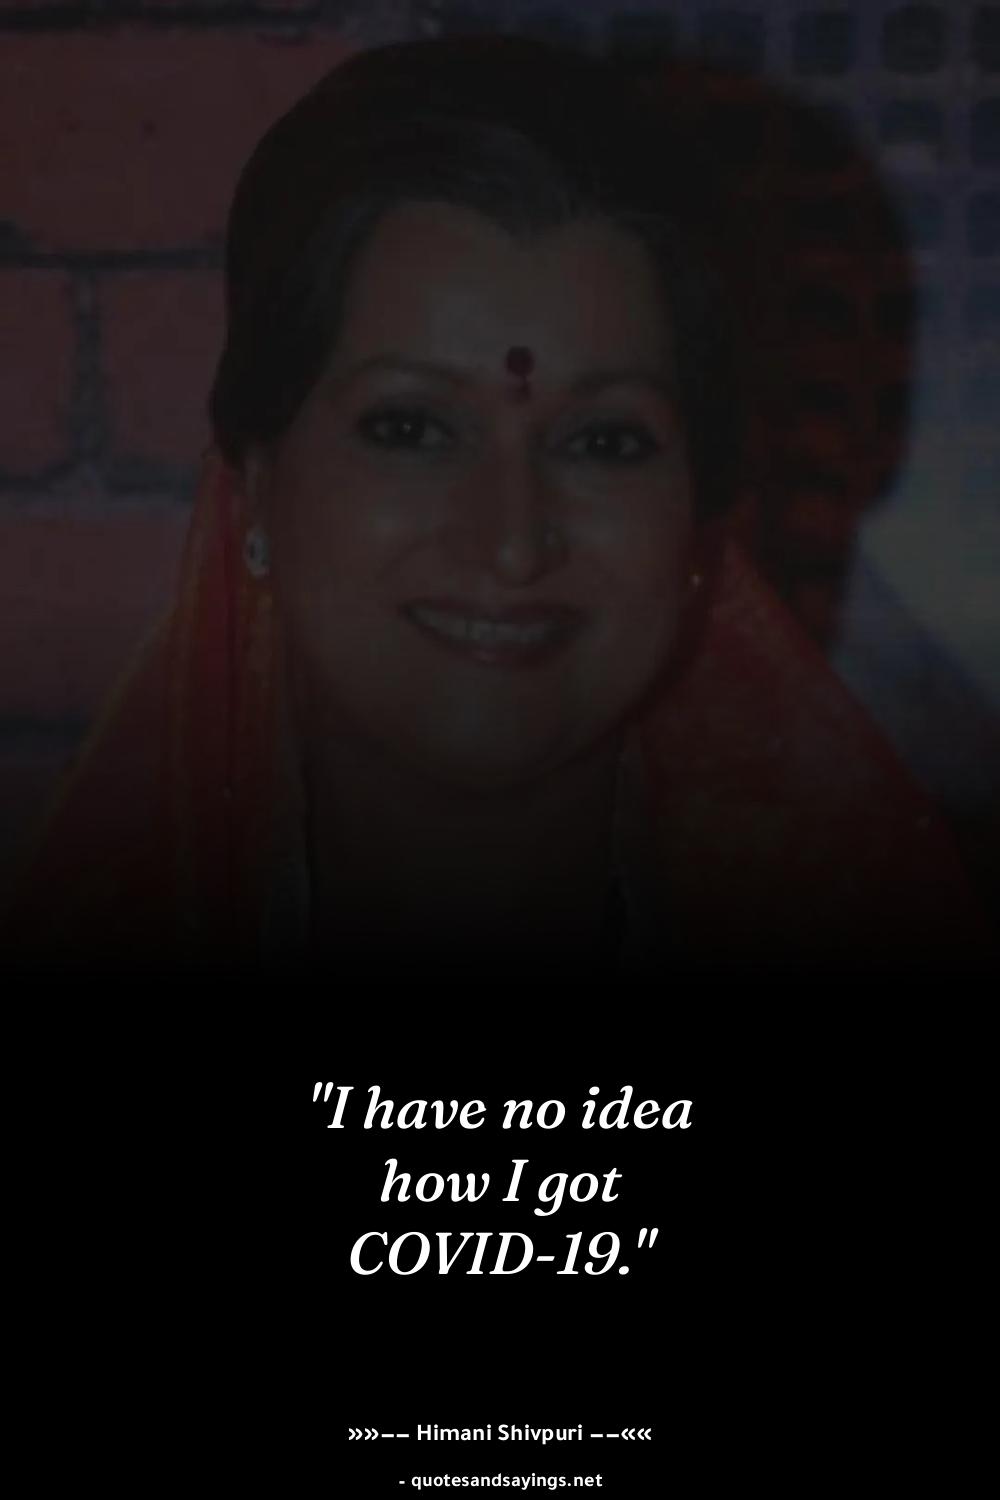 "I have no idea
how I got
COVID-19."
»»−− Himani Shivpuri −−««
- quotesandsayings.net